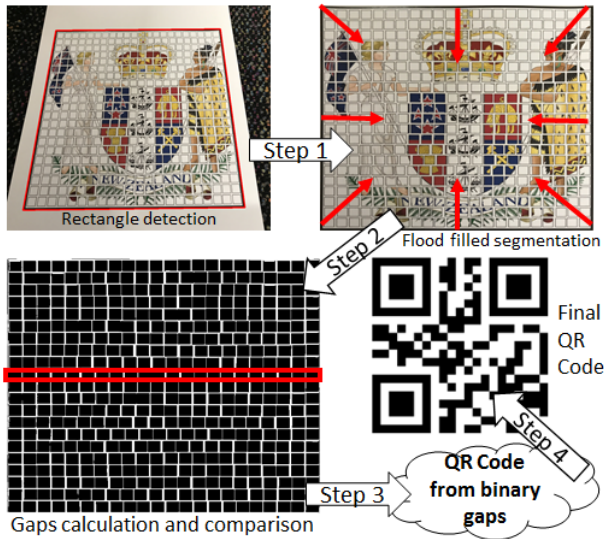 Rectangle detection
Step 1
Flood filled segmentation
Step 2
Final
QR
Code
Step 4
Step 3
QR Code
from binary
gaps
Gaps calculation and comparison